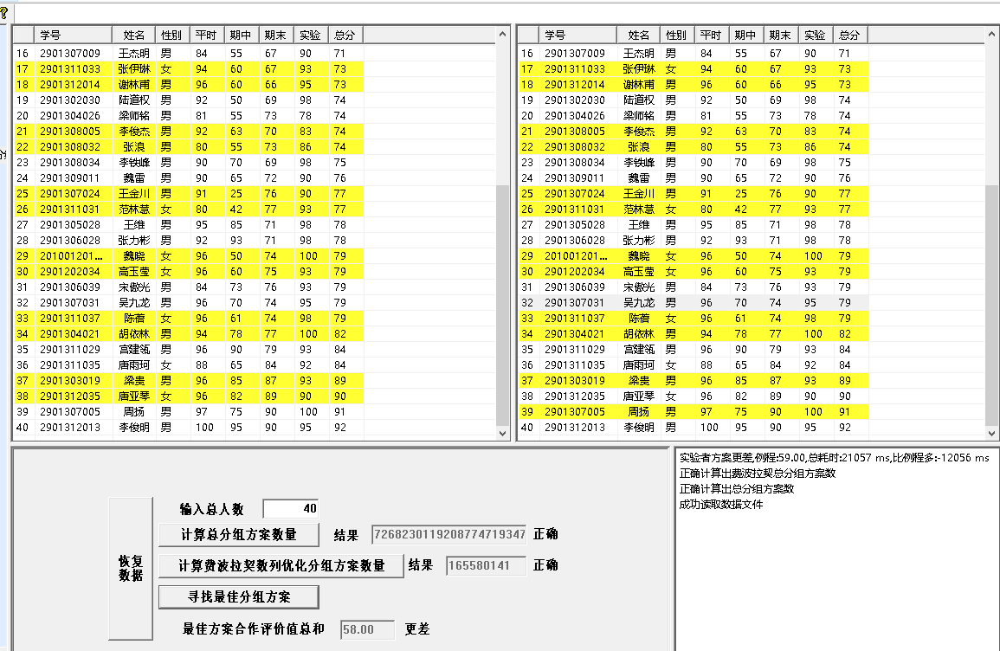 ?
学号 姓名 性别 平时 期中 期末 实验 总分
16 2901307009 王杰明 男 84 55 67 90 71
17 2901311033 张伊琳 女 94 60 67 93 73
18 2901312014 谢林甫 男 96 60 66 95 73
19 2901302030 陆道权 男 92 50 69 98 74
20 2901304026 梁师铭 男 81 55 73 78 74
21 2901308005 李俊杰 男 92 63 70 83 74
22 2901308032 张浪 男 80 55 73 86 74
23 2901308034 李铁峰 男 90 70 69 98 75
24 2901309011 魏雷 男 90 65 72 90 76
25 2901307024 王金川 男 91 25 76 90 77
26 2901311031 范林慧 女 80 42 77 93 77
27 2901305028 王维 男 95 85 71 98 78
28 2901306028 张力彬 男 92 93 71 98 78
29 201001201... 魏晓 女 96 50 74 100 79
30 2901202034 高玉莹 女 96 60 75 93 79
31 2901306039 宋傲光 男 84 73 76 93 79
32 2901307031 吴九龙 男 96 70 74 95 79
33 2901311037 陈蓿 女 96 61 74 98 79
34 2901304021 胡依林 男 94 78 77 100 82
35 2901311029 宫建瓴 男 96 90 79 93 84
36 2901311035 唐雨珂 女 88 65 84 92 84
37 2901303019 梁贵 男 96 85 87 93 89
38 2901312035 唐亚琴 女 96 82 89 90 90
39 2901307005 周扬 男 97 75 90 100 91
40 2901312013 李俊明 男 100 95 90 95 92
学号 姓名 性别 平时 期中 期末 实验 总分
16 2901307009 王杰明 男 84 55 67 90 71
17 2901311033 张伊琳 女 94 60 67 93 73
18 2901312014 谢林甫 男 96 60 66 95 73
19 2901302030 陆道权 男 92 50 69 98 74
20 2901304026 梁师铭 男 81 55 73 78 74
21 2901308005 李俊杰 男 92 63 70 83 74
22 2901308032 张浪 男 80 55 73 86 74
23 2901308034 李铁峰 男 90 70 69 98 75
24 2901309011 魏雷 男 90 65 72 90 76
25 2901307024 王金川 男 91 25 76 90 77
26 2901311031 范林慧 女 80 42 77 93 77
27 2901305028 王维 男 95 85 71 98 78
28 2901306028 张力彬 男 92 93 71 98 78
29 201001201... 魏晓 女 96 50 74 100 79
30 2901202034 高玉莹 女 96 60 75 93 79
31 2901306039 宋傲光 男 84 73 76 93 79
32 2901307031 吴九龙 男 96 70 74 95 79
33 2901311037 陈蓿 女 96 61 74 98 79
34 2901304021 胡依林 男 94 78 77 100 82
35 2901311029 宫建瓴 男 96 90 79 93 84
36 2901311035 唐雨珂 女 88 65 84 92 84
37 2901303019 梁贵 男 96 85 87 93 89
38 2901312035 唐亚琴 女 96 82 89 90 90
39 2901307005 周扬 男 97 75 90 100 91
40 2901312013 李俊明 男 100 95 90 95 92
恢复
数据
输入总人数 40
计算总分组方案数量 结果 7268230119208774719347 正确
计算费波拉契数列优化分组方案数量 结果 165580141 正确
寻找最佳分组方案
最佳方案合作评价值总和 58.00 更差
实验者方案更差,例程:59.00,总耗时:21057 ms,比例程多:-12056 ms
正确计算出费波拉契总分组方案数
正确计算出总分组方案数
成功读取数据文件